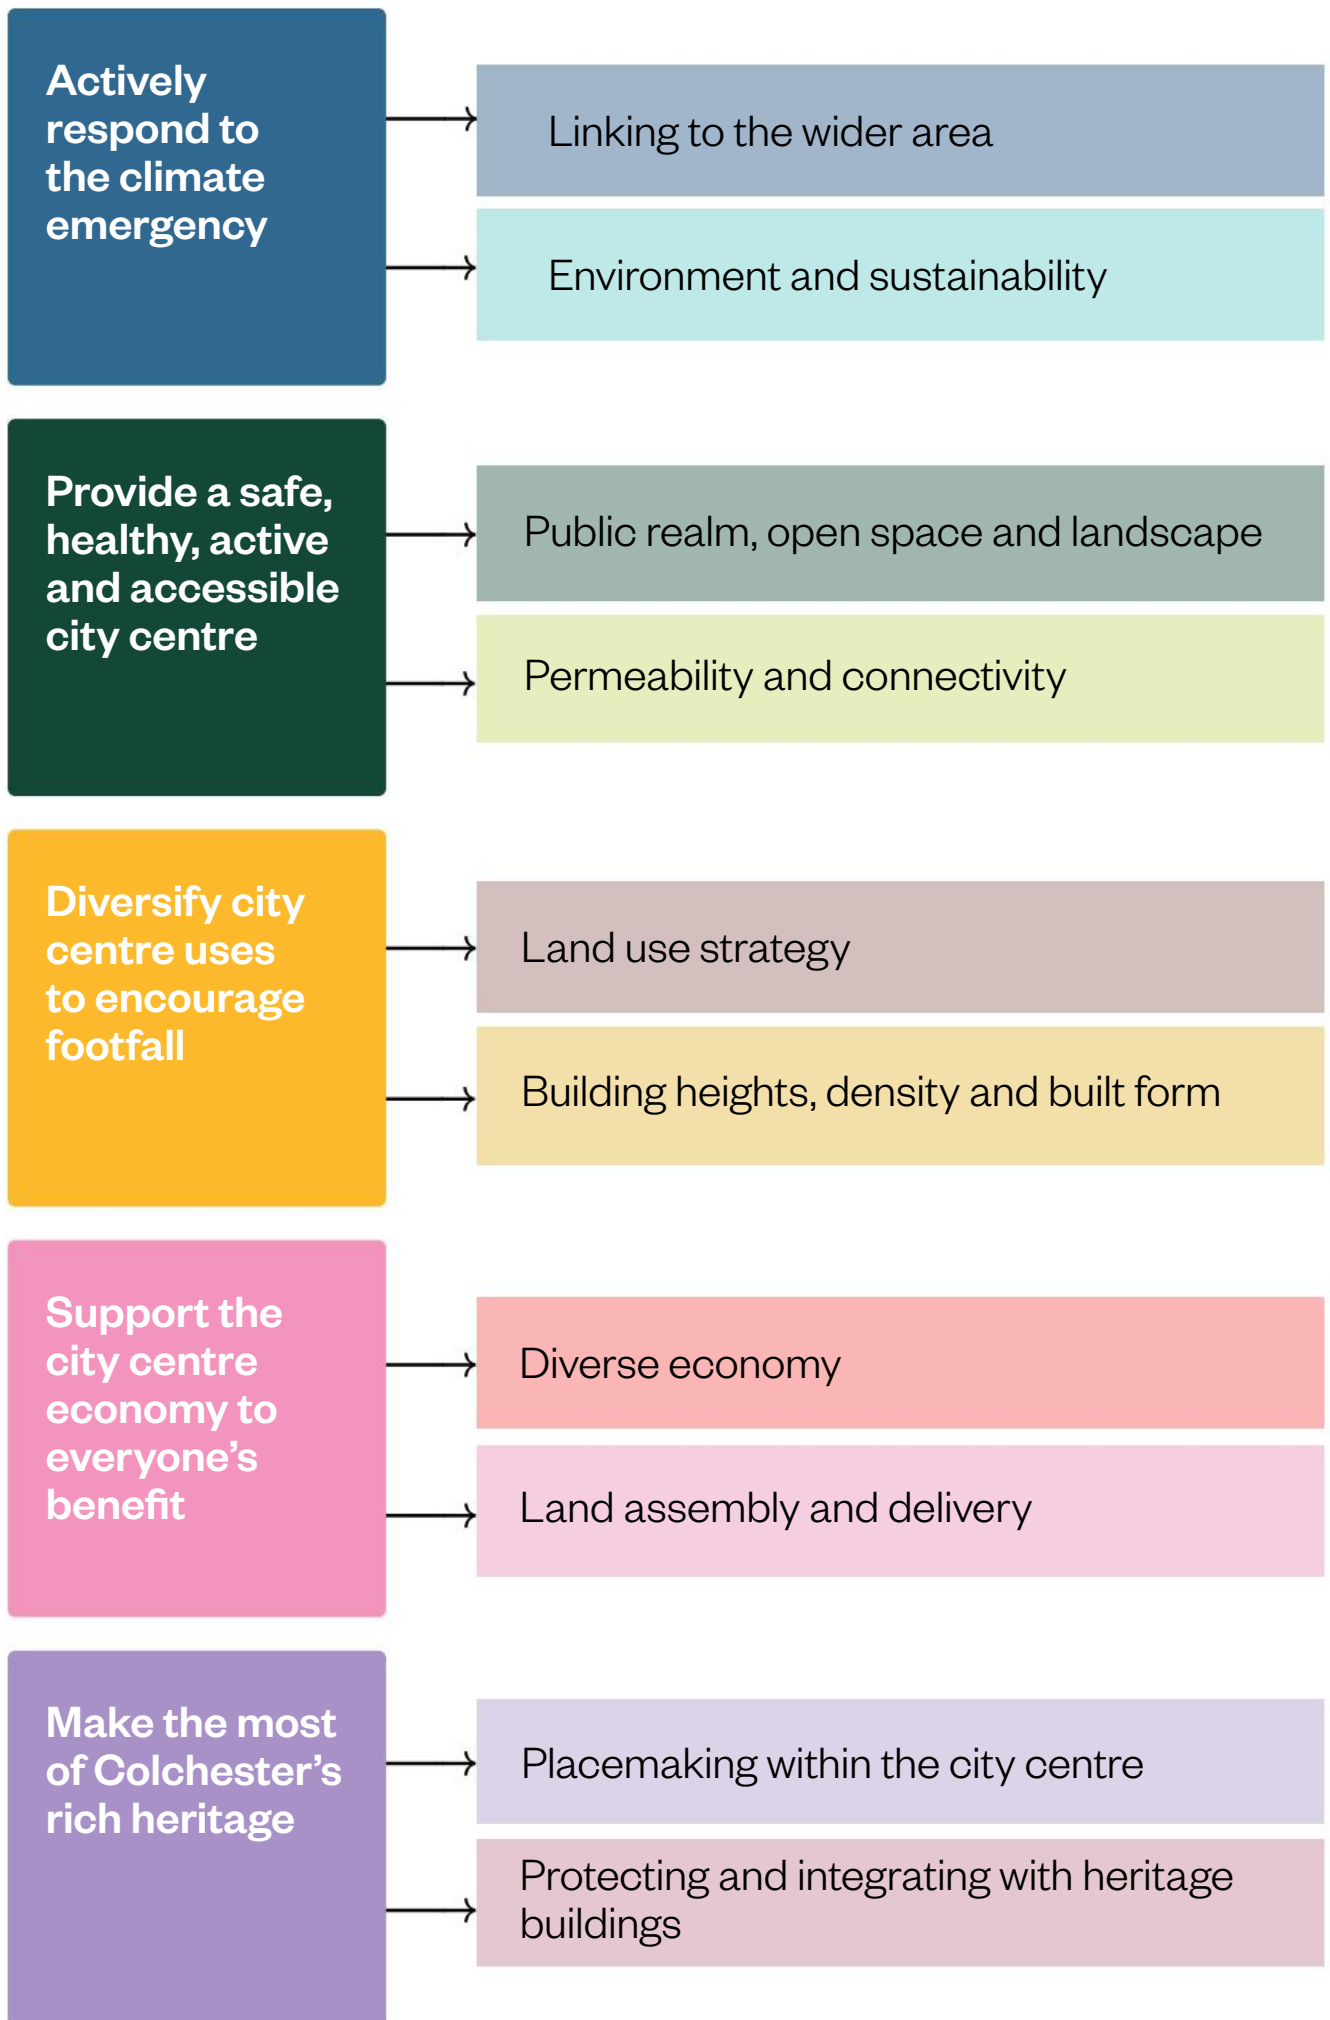 Actively
respond to
the climate
emergency
Linking to the wider area
Environment and sustainability
Provide a safe,
healthy, active
and accessible
city centre
Public realm, open space and landscape
Permeability and connectivity
Diversify city
centre uses
to encourage
footfall
Land use strategy
Building heights, density and built form
Support the
city centre
economy to
everyone’s
benefit
Diverse economy
Land assembly and delivery
Make the most
of Colchester’s
rich heritage
Placemaking within the city centre
Protecting and integrating with heritage
buildings